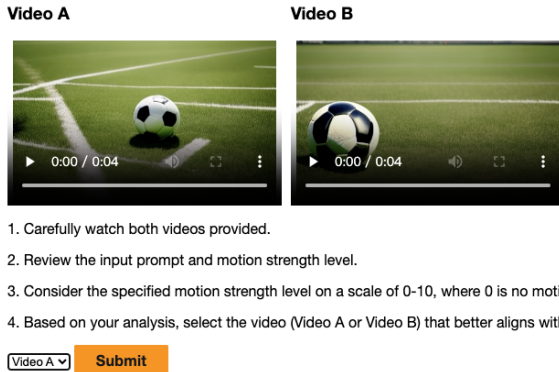 Video A
Video B
0:00 / 0:04
0:00 / 0:04
1. Carefully watch both videos provided.
2. Review the input prompt and motion strength level.
3. Consider the specified motion strength level on a scale of 0-10, where 0 is no
4. Based on your analysis, select the video (Video A or Video B) that better aligns
Video A
Submit